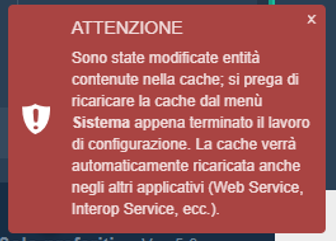 ATTENZIONE
x
Sono state modificate entità
contenute nella cache; si prega di
ricaricare la cache dal menù
Sistema appena terminato il lavoro
di configurazione. La cache verrà
automaticamente ricaricata anche
negli altri applicativi (Web Service,
Interop Service, ecc.).